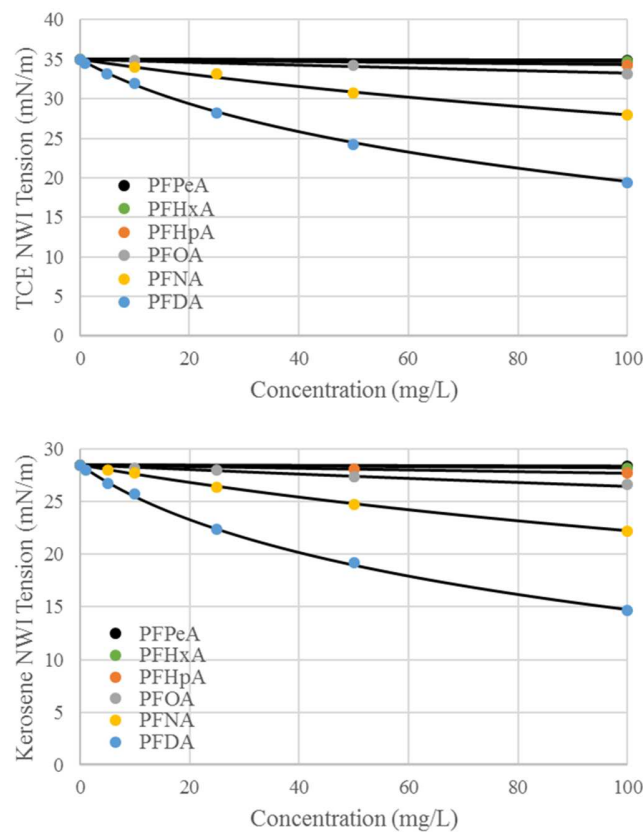 40
35
30
25
20
15
10
5
0
TCE NWI Tension (mN/m)
PFPeA
PFHxA
PFHpA
PFOA
PFNA
PFDA
0 20 40 60 80 100
Concentration (mg/L)
30
25
20
15
10
5
0
Kerosene NWI Tension (mN/m)
PFPeA
PFHxA
PFHpA
PFOA
PFNA
PFDA
0 20 40 60 80 100
Concentration (mg/L)